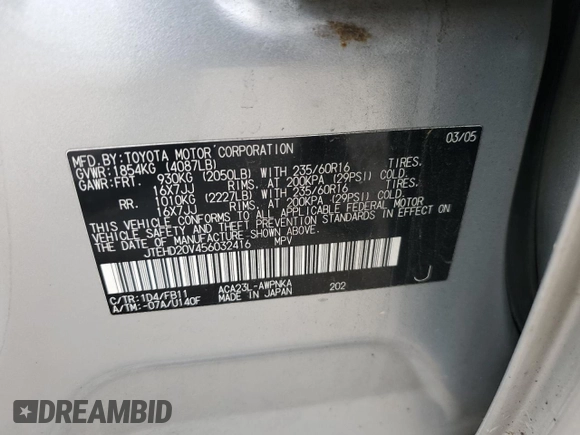 MFD.BY:TOYOTA MOTOR CORPORATION 03/05
GVWR:1854KG (4087LB)
GAWR:FRT. 930KG (2050LB) WITH 235/60R16 TIRES.
16X7JJ RIMS. AT 200KPA (29PSI) COLD.
RR. 1010KG (2227LB) WITH 235/60R16 TIRES.
16X7JJ RIMS. AT 200KPA (29PSI) COLD.
THIS VEHICLE CONFORMS TO ALL APPLICABLE
FEDERAL MOTOR VEHICLE SAFETY, BUMPER, AND
THEFT PREVENTION STANDARDS IN EFFECT ON THE
DATE OF MANUFACTURE SHOWN ABOVE.
JTEHD20V456032416 MPV
C/TR:1D4/FB11 ACA23L-AWPNKA 202
A/TM:-07A/U140F MADE IN JAPAN J
DREAMBID